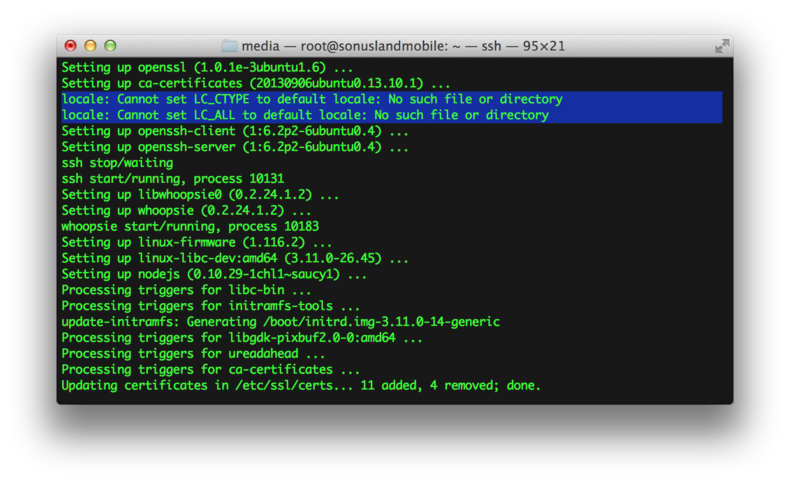 media — root@sonuslandmobile: ~ — ssh — 95×21
Setting up openssl (1.0.1e-3ubuntu1.6) ...
Setting up ca-certificates (20130906ubuntu0.13.10.1) ...
locale: Cannot set LC_CTYPE to default locale: No such file or directory
locale: Cannot set LC_ALL to default locale: No such file or directory
Setting up openssh-client (1:6.2p2-6ubuntu0.4) ...
Setting up openssh-server (1:6.2p2-6ubuntu0.4) ...
ssh stop/waiting
ssh start/running, process 10131
Setting up libwhoopsie0 (0.2.24.1.2) ...
Setting up whoopsie (0.2.24.1.2) ...
whoopsie start/running, process 10183
Setting up linux-firmware (1.116.2) ...
Setting up linux-libc-dev:amd64 (3.11.0-26.45) ...
Setting up nodejs (0.10.29-1chl1~saucy1) ...
Processing triggers for libc-bin ...
Processing triggers for initramfs-tools ...
update-initramfs: Generating /boot/initrd.img-3.11.0-14-generic
Processing triggers for libgdk-pixbuf2.0-0:amd64 ...
Processing triggers for ureadahead ...
Processing triggers for ca-certificates ...
Updating certificates in /etc/ssl/certs... 11 added, 4 removed; done.